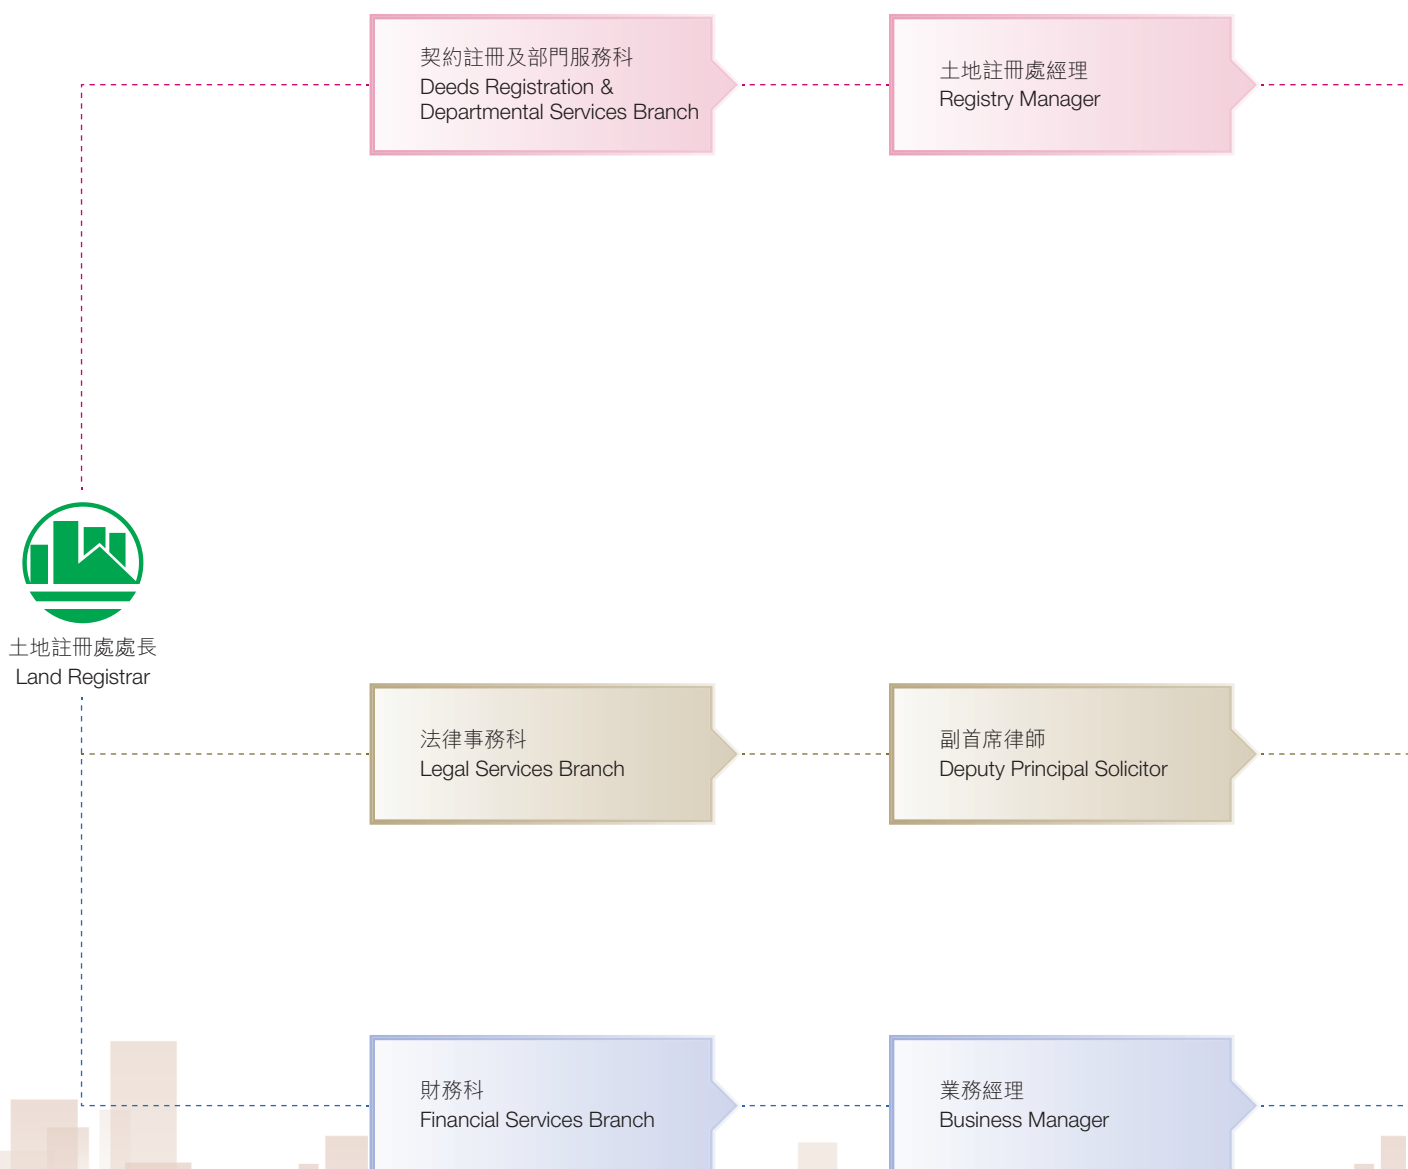 契約註冊及部門服務科
Deeds Registration &
Departmental Services Branch
土地註冊處經理
Registry Manager
土地註冊處處長
Land Registrar
法律事務科
Legal Services Branch
副首席律師
Deputy Principal Solicitor
財務科
Financial Services Branch
業務經理
Business Manager